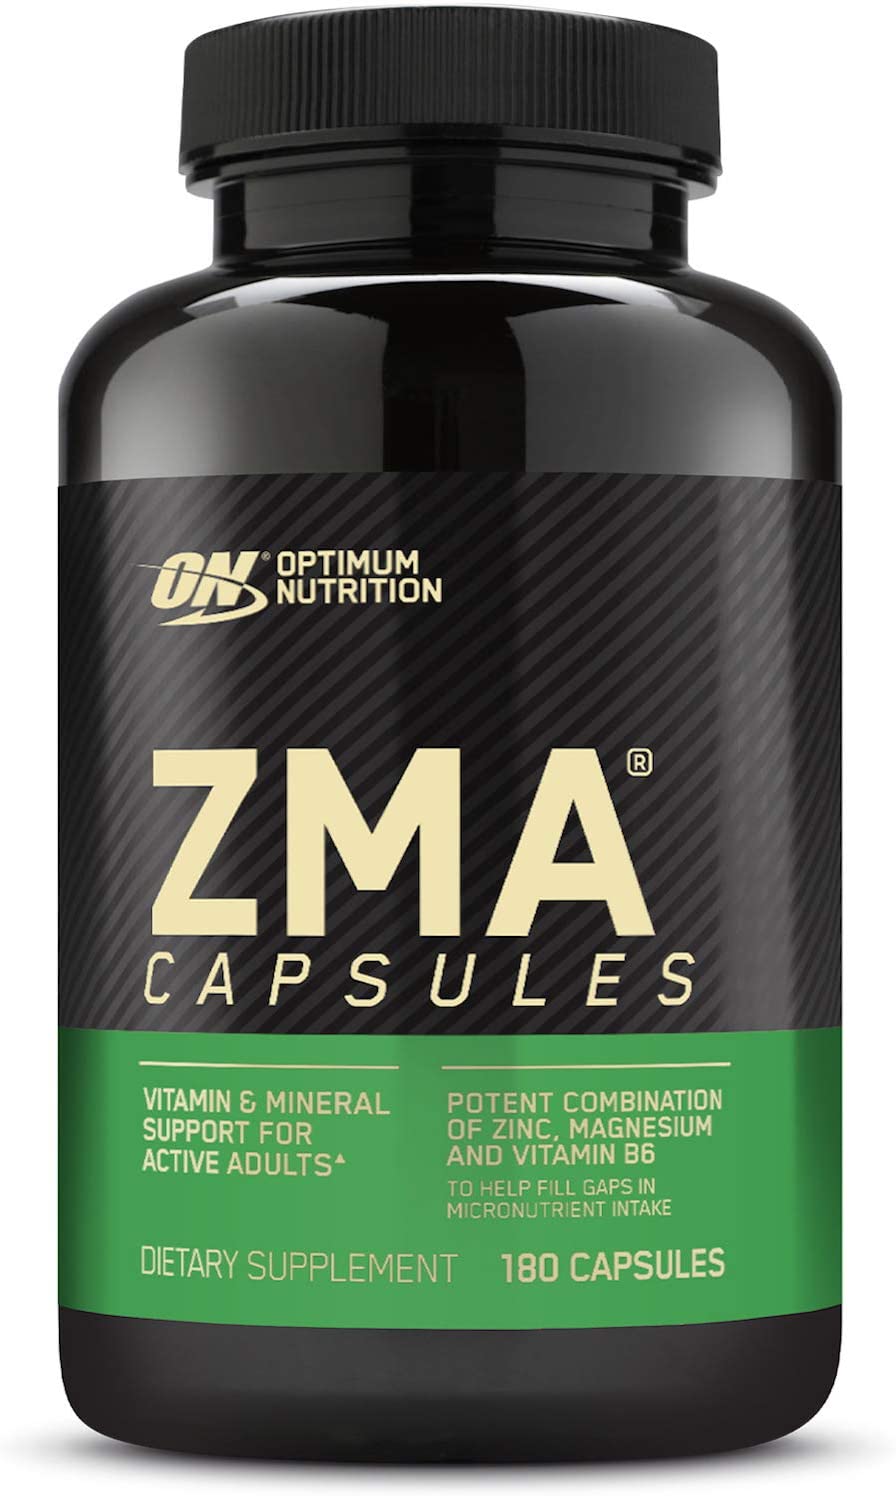 ON® OPTIMUM
NUTRITION
ZMA®
CAPSULES
VITAMIN & MINERAL
SUPPORT FOR
ACTIVE ADULTS▲
POTENT COMBINATION
OF ZINC, MAGNESIUM
AND VITAMIN B6
TO HELP FILL GAPS IN
MICRONUTRIENT INTAKE
DIETARY SUPPLEMENT
180 CAPSULES